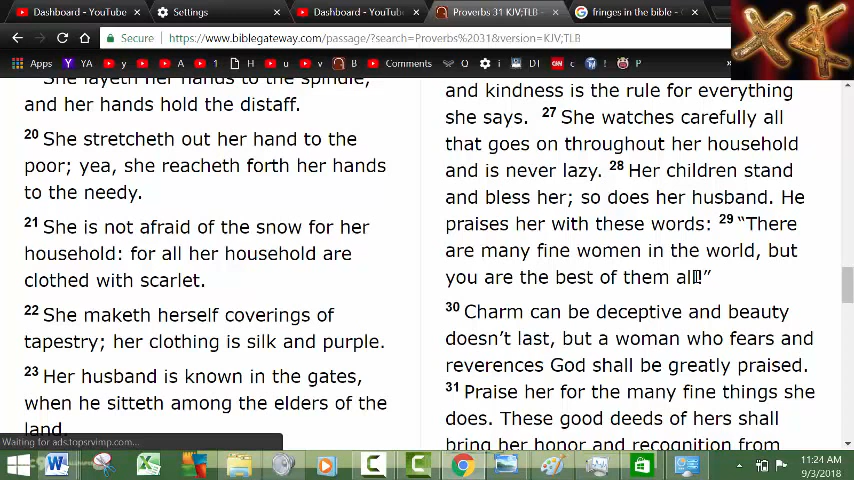 Dashboard - YouTube
Settings
Dashboard - YouTube
Proverbs 31 KJV;TLB -
fringes in the bible -
Secure
https://www.biblegateway.com/passage/?search=Proverbs%2031&version=KJV;TLB
Apps
YA
y
A
1
T
H
u
v
B
Comments
Q
i
DT
n
2
!
P
She layeth her hands to the spindle,
and her hands hold the distaff.
20 She stretcheth out her hand to the
poor; yea, she reacheth forth her hands
to the needy.
21 She is not afraid of the snow for her
household: for all her household are
clothed with scarlet.
22 She maketh herself coverings of
tapestry; her clothing is silk and purple.
23 Her husband is known in the gates,
when he sitteth among the elders of the
land.
and kindness is the rule for everything
she says. 27 She watches carefully all
that goes on throughout her household
and is never lazy. 28 Her children stand
and bless her; so does her husband. He
praises her with these words: 29 “There
are many fine women in the world, but
you are the best of them all!”
30 Charm can be deceptive and beauty
doesn’t last, but a woman who fears and
reverences God shall be greatly praised.
31 Praise her for the many fine things she
does. These good deeds of hers shall
bring her honor and recognition from
Waiting for ads.topsrvimp.com...
11:24 AM
9/3/2018